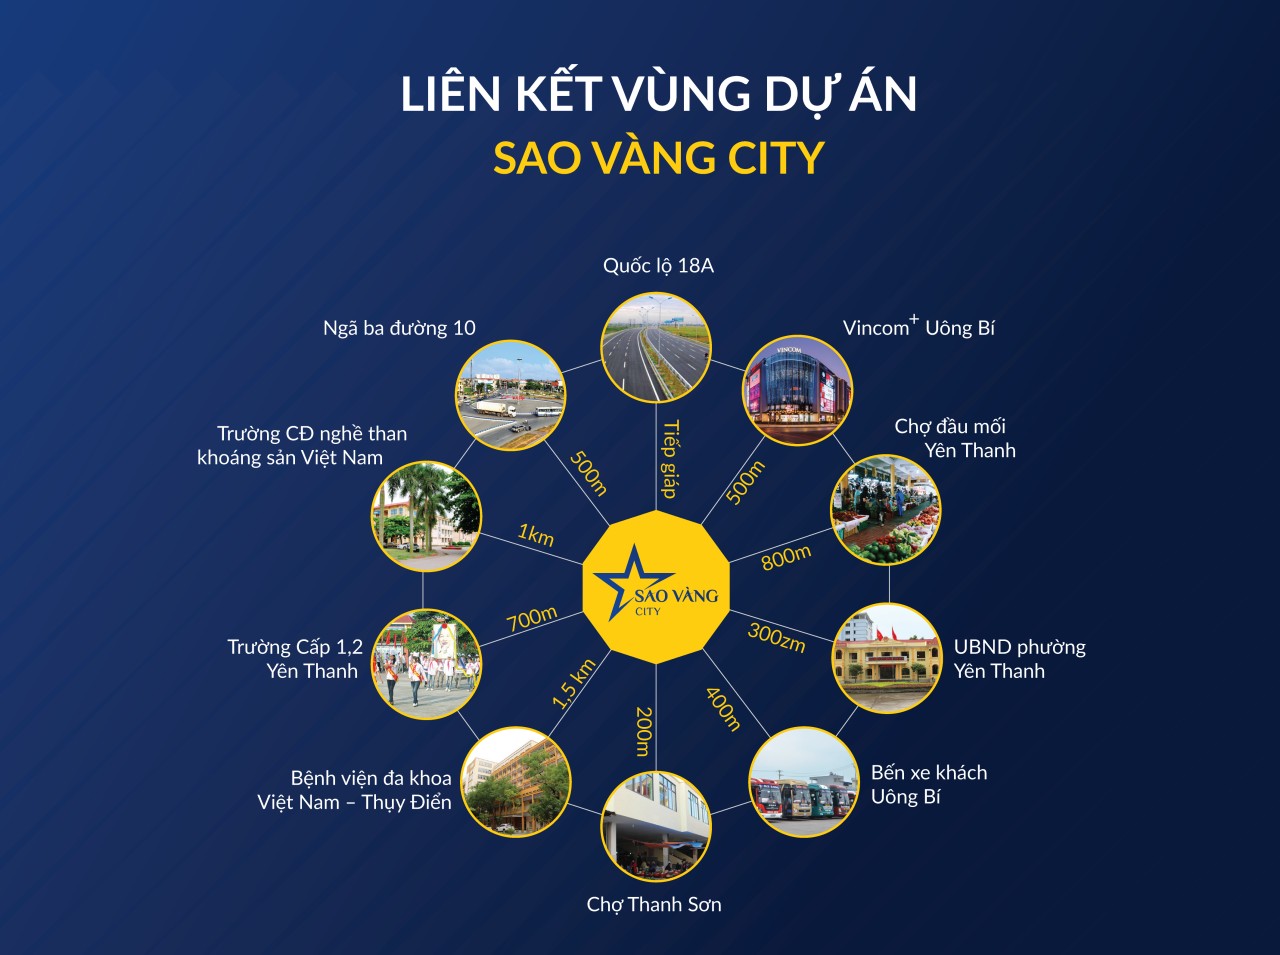 LIÊN KẾT VÙNG DỰ ÁN
SAO VÀNG CITY
Quốc lộ 18A
Ngã ba đường 10
Vincom+ Uông Bí
VINCOM
Trường CĐ nghề than
khoáng sản Việt Nam
Chợ đầu mối
Yên Thanh
Tiếp giáp
500m
500m
1km
800m
SAO VÀNG
CITY
700m
300zm
Trường Cấp 1,2
Yên Thanh
UBND phường
Yên Thanh
1,5 km
200m
400m
Bệnh viện đa khoa
Việt Nam – Thụy Điển
Bến xe khách
Uông Bí
Chợ Thanh Sơn